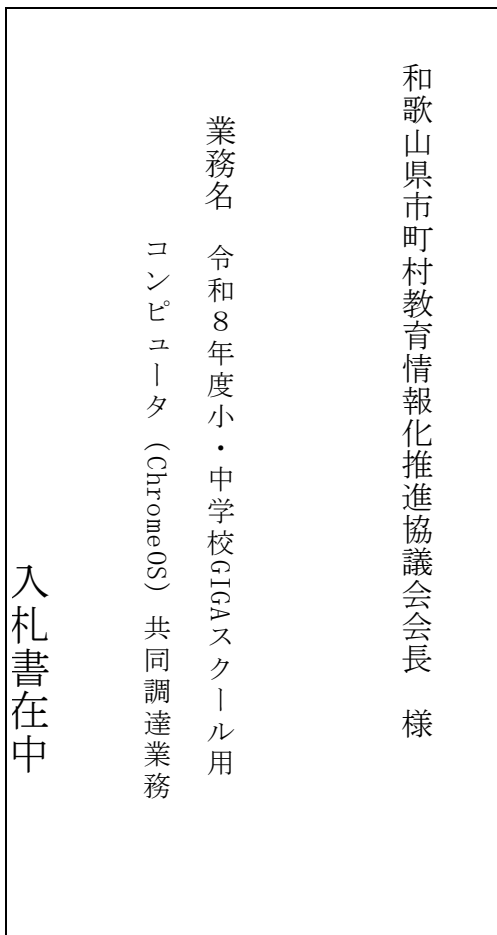 和歌山県市町村教育情報化推進協議会会長　様
業務名　令和８年度小・中学校GIGAスクール用
コンピュータ（ChromeOS）共同調達業務
入札書在中